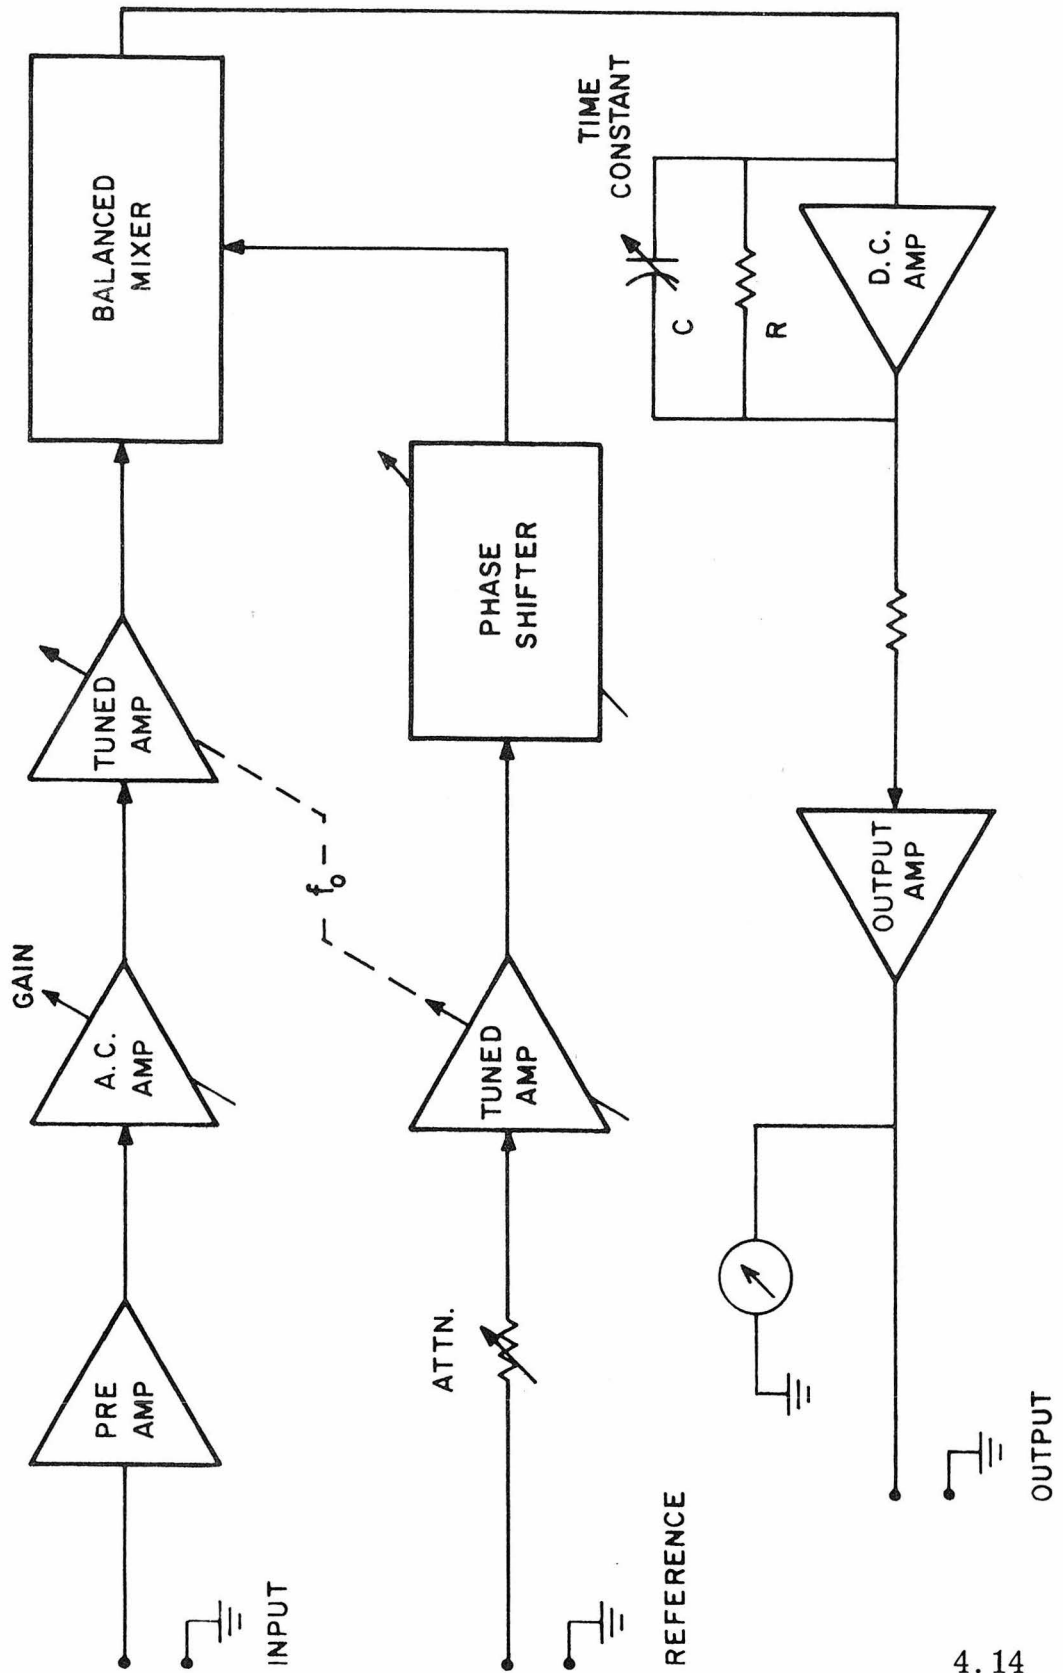 INPUT
PRE
AMP
A.C.
AMP
GAIN
TUNED
AMP
BALANCED
MIXER
REFERENCE
ATTN.
TUNED
AMP
f₀
PHASE
SHIFTER
TIME
CONSTANT
C
R
D.C.
AMP
OUTPUT
AMP
OUTPUT
4.14